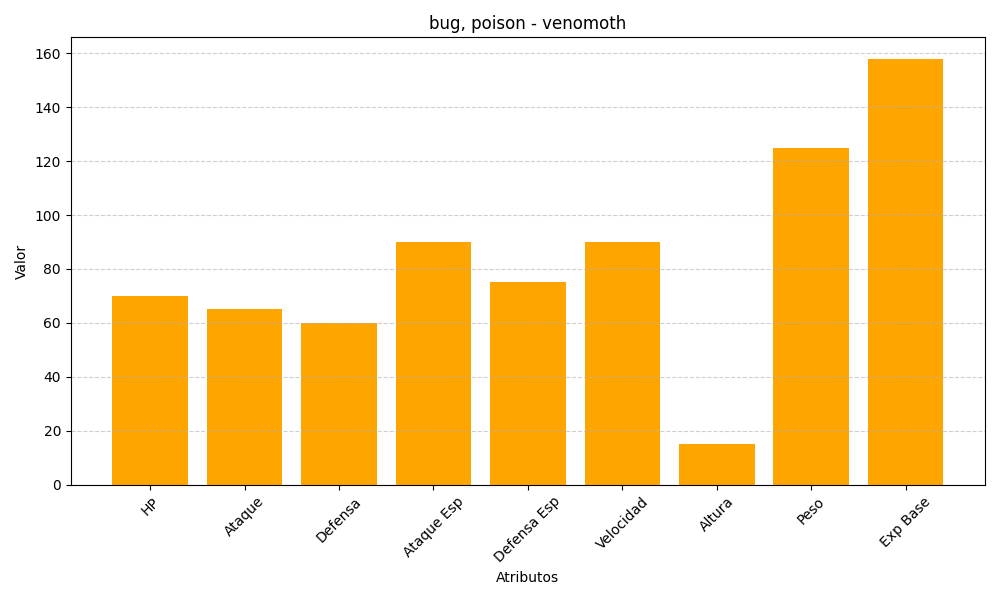 bug, poison - venomoth
160
140
120
100
80
60
40
20
0
Valor
HP
Ataque
Defensa
Ataque Esp
Defensa Esp
Velocidad
Altura
Peso
Exp Base
Atributos